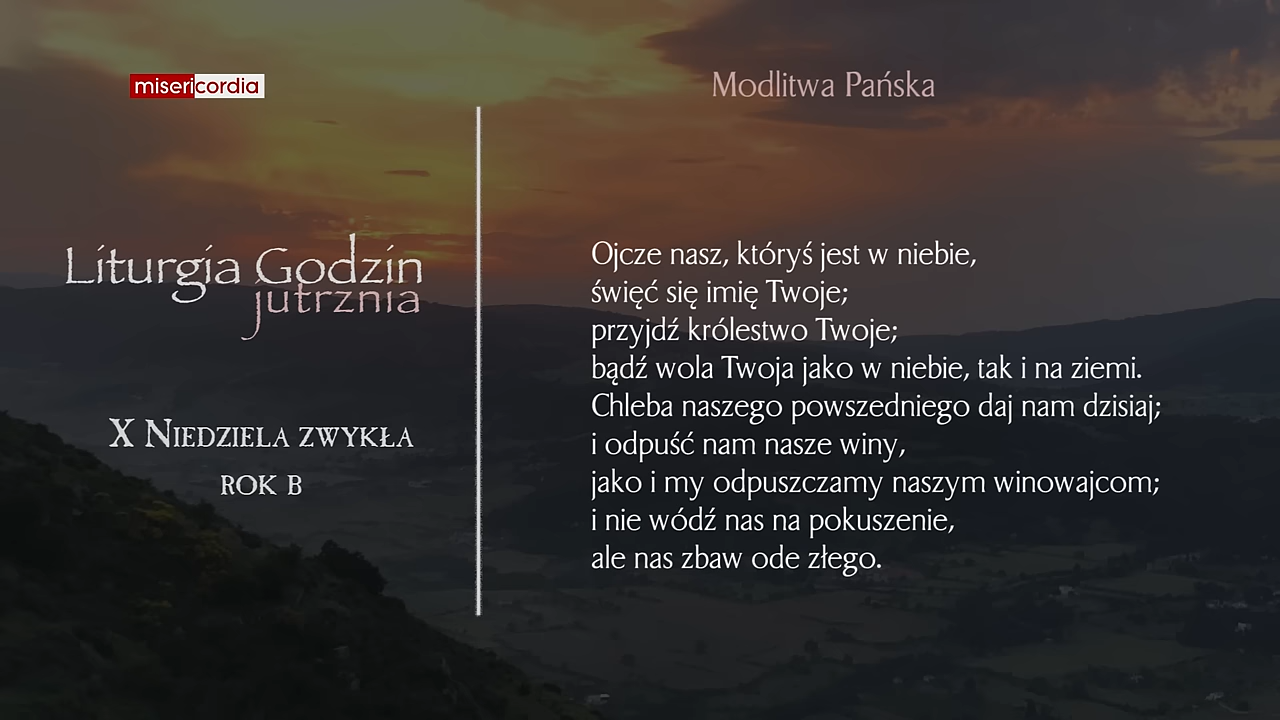 misericordia
Liturgia Godzin
jutrznia
X Niedziela zwykła
rok B
Modlitwa Pańska
Ojcze nasz, któryś jest w niebie,
święć się imię Twoje;
przyjdź królestwo Twoje;
bądź wola Twoja jako w niebie, tak i na ziemi.
Chleba naszego powszedniego daj nam dzisiaj;
i odpuść nam nasze winy,
jako i my odpuszczamy naszym winowajcom;
i nie wódź nas na pokuszenie,
ale nas zbaw ode złego.